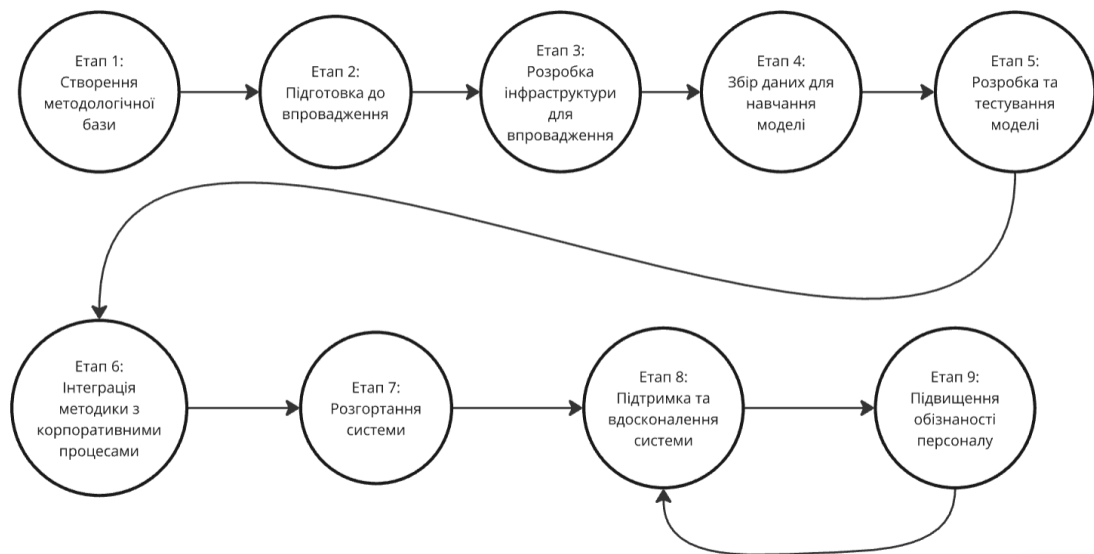 Етап 1:
Створення
методологічної
бази
Етап 2:
Підготовка до
впровадження
Етап 3:
Розробка
інфраструктури
для
впровадження
Етап 4:
Збір даних для
навчання
моделі
Етап 5:
Розробка та
тестування
моделі
Етап 6:
Інтеграція
методики з
корпоративними
процесами
Етап 7:
Розгортання
системи
Етап 8:
Підтримка та
вдосконалення
системи
Етап 9:
Підвищення
обізнаності
персоналу